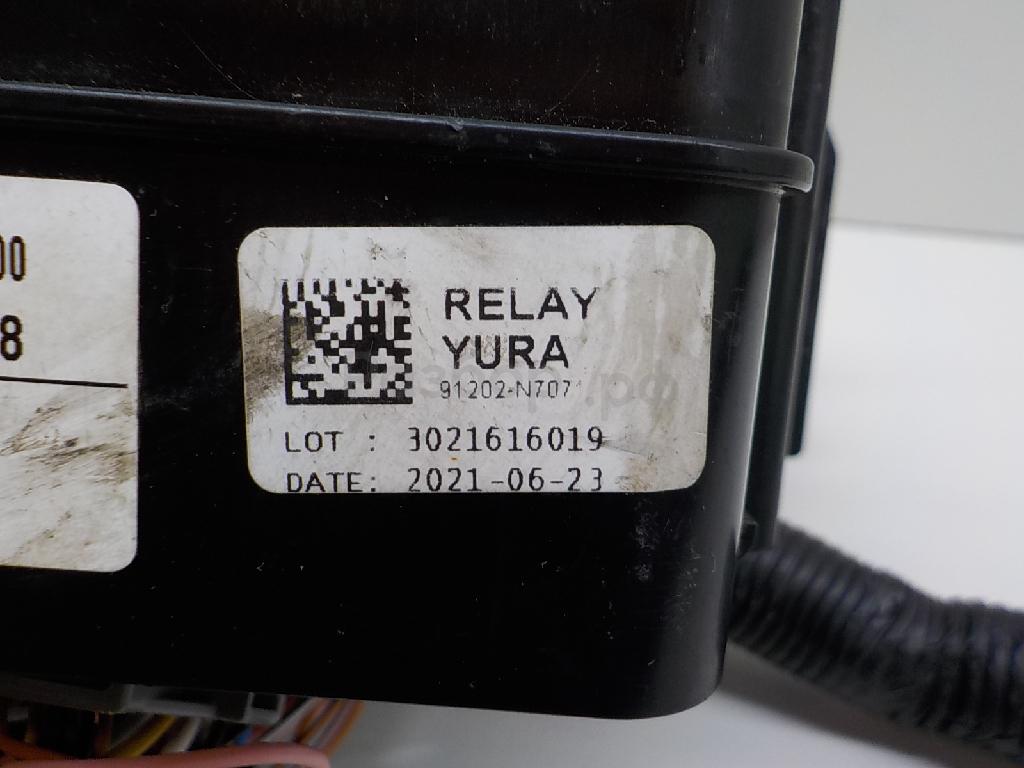 00
8
RELAY
YURA
91202-N707
LOT : 3021616019
DATE: 2021-06-23